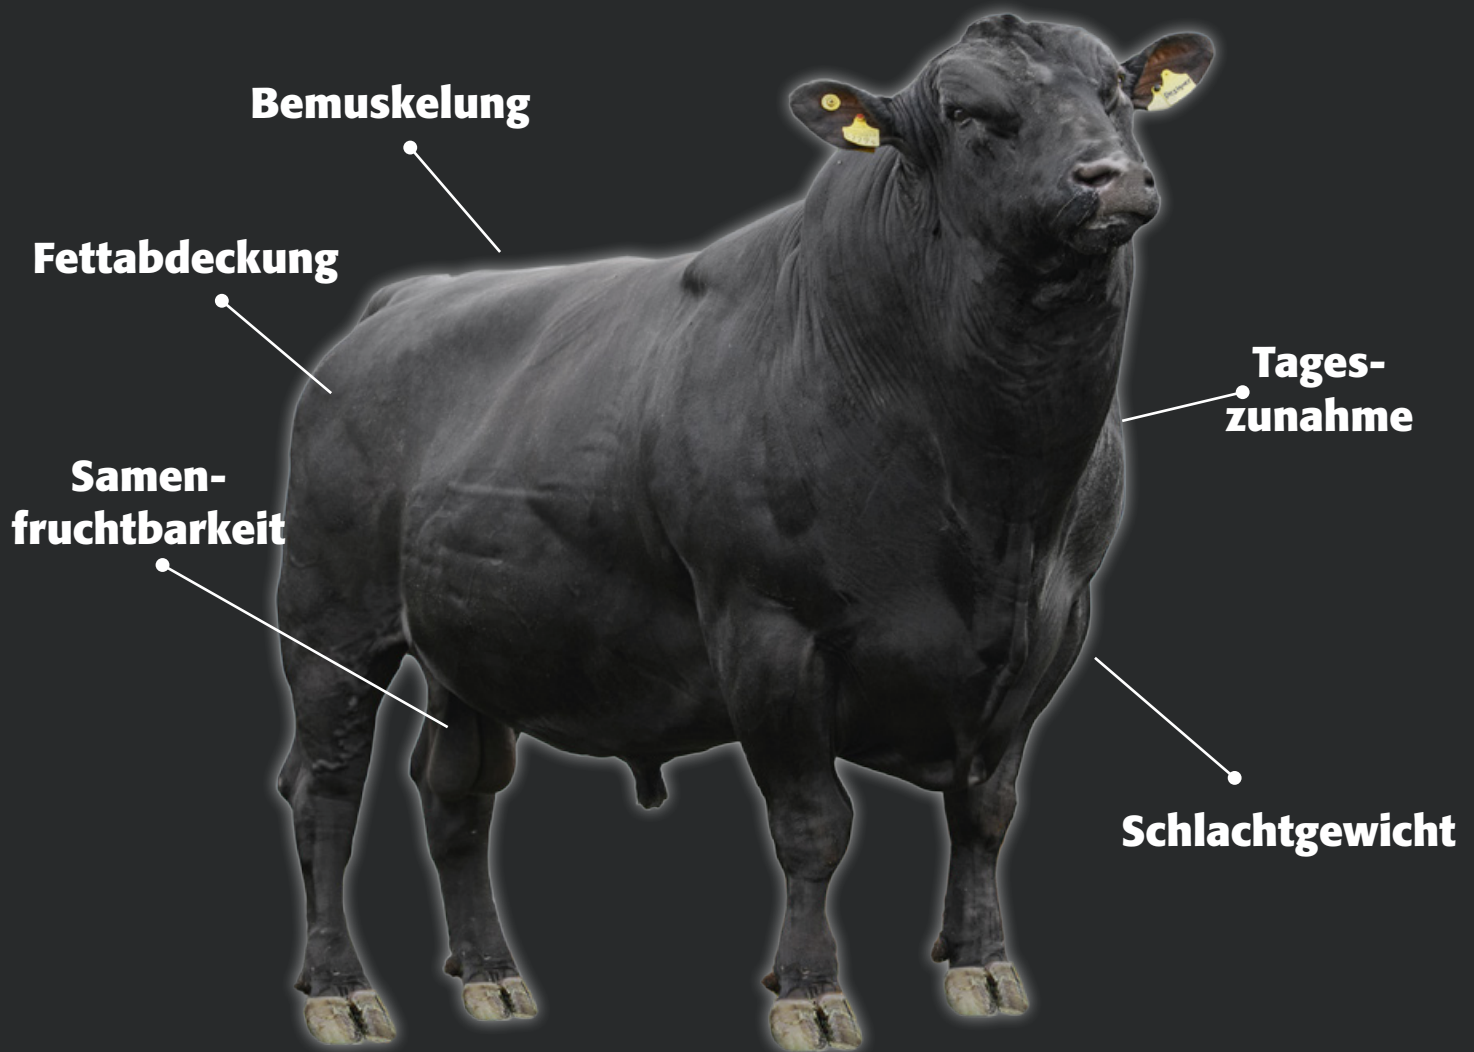 Bemuskelung
Fettabdeckung
Tages-
zunahme
Samen-
fruchtbarkeit
Schlachtgewicht